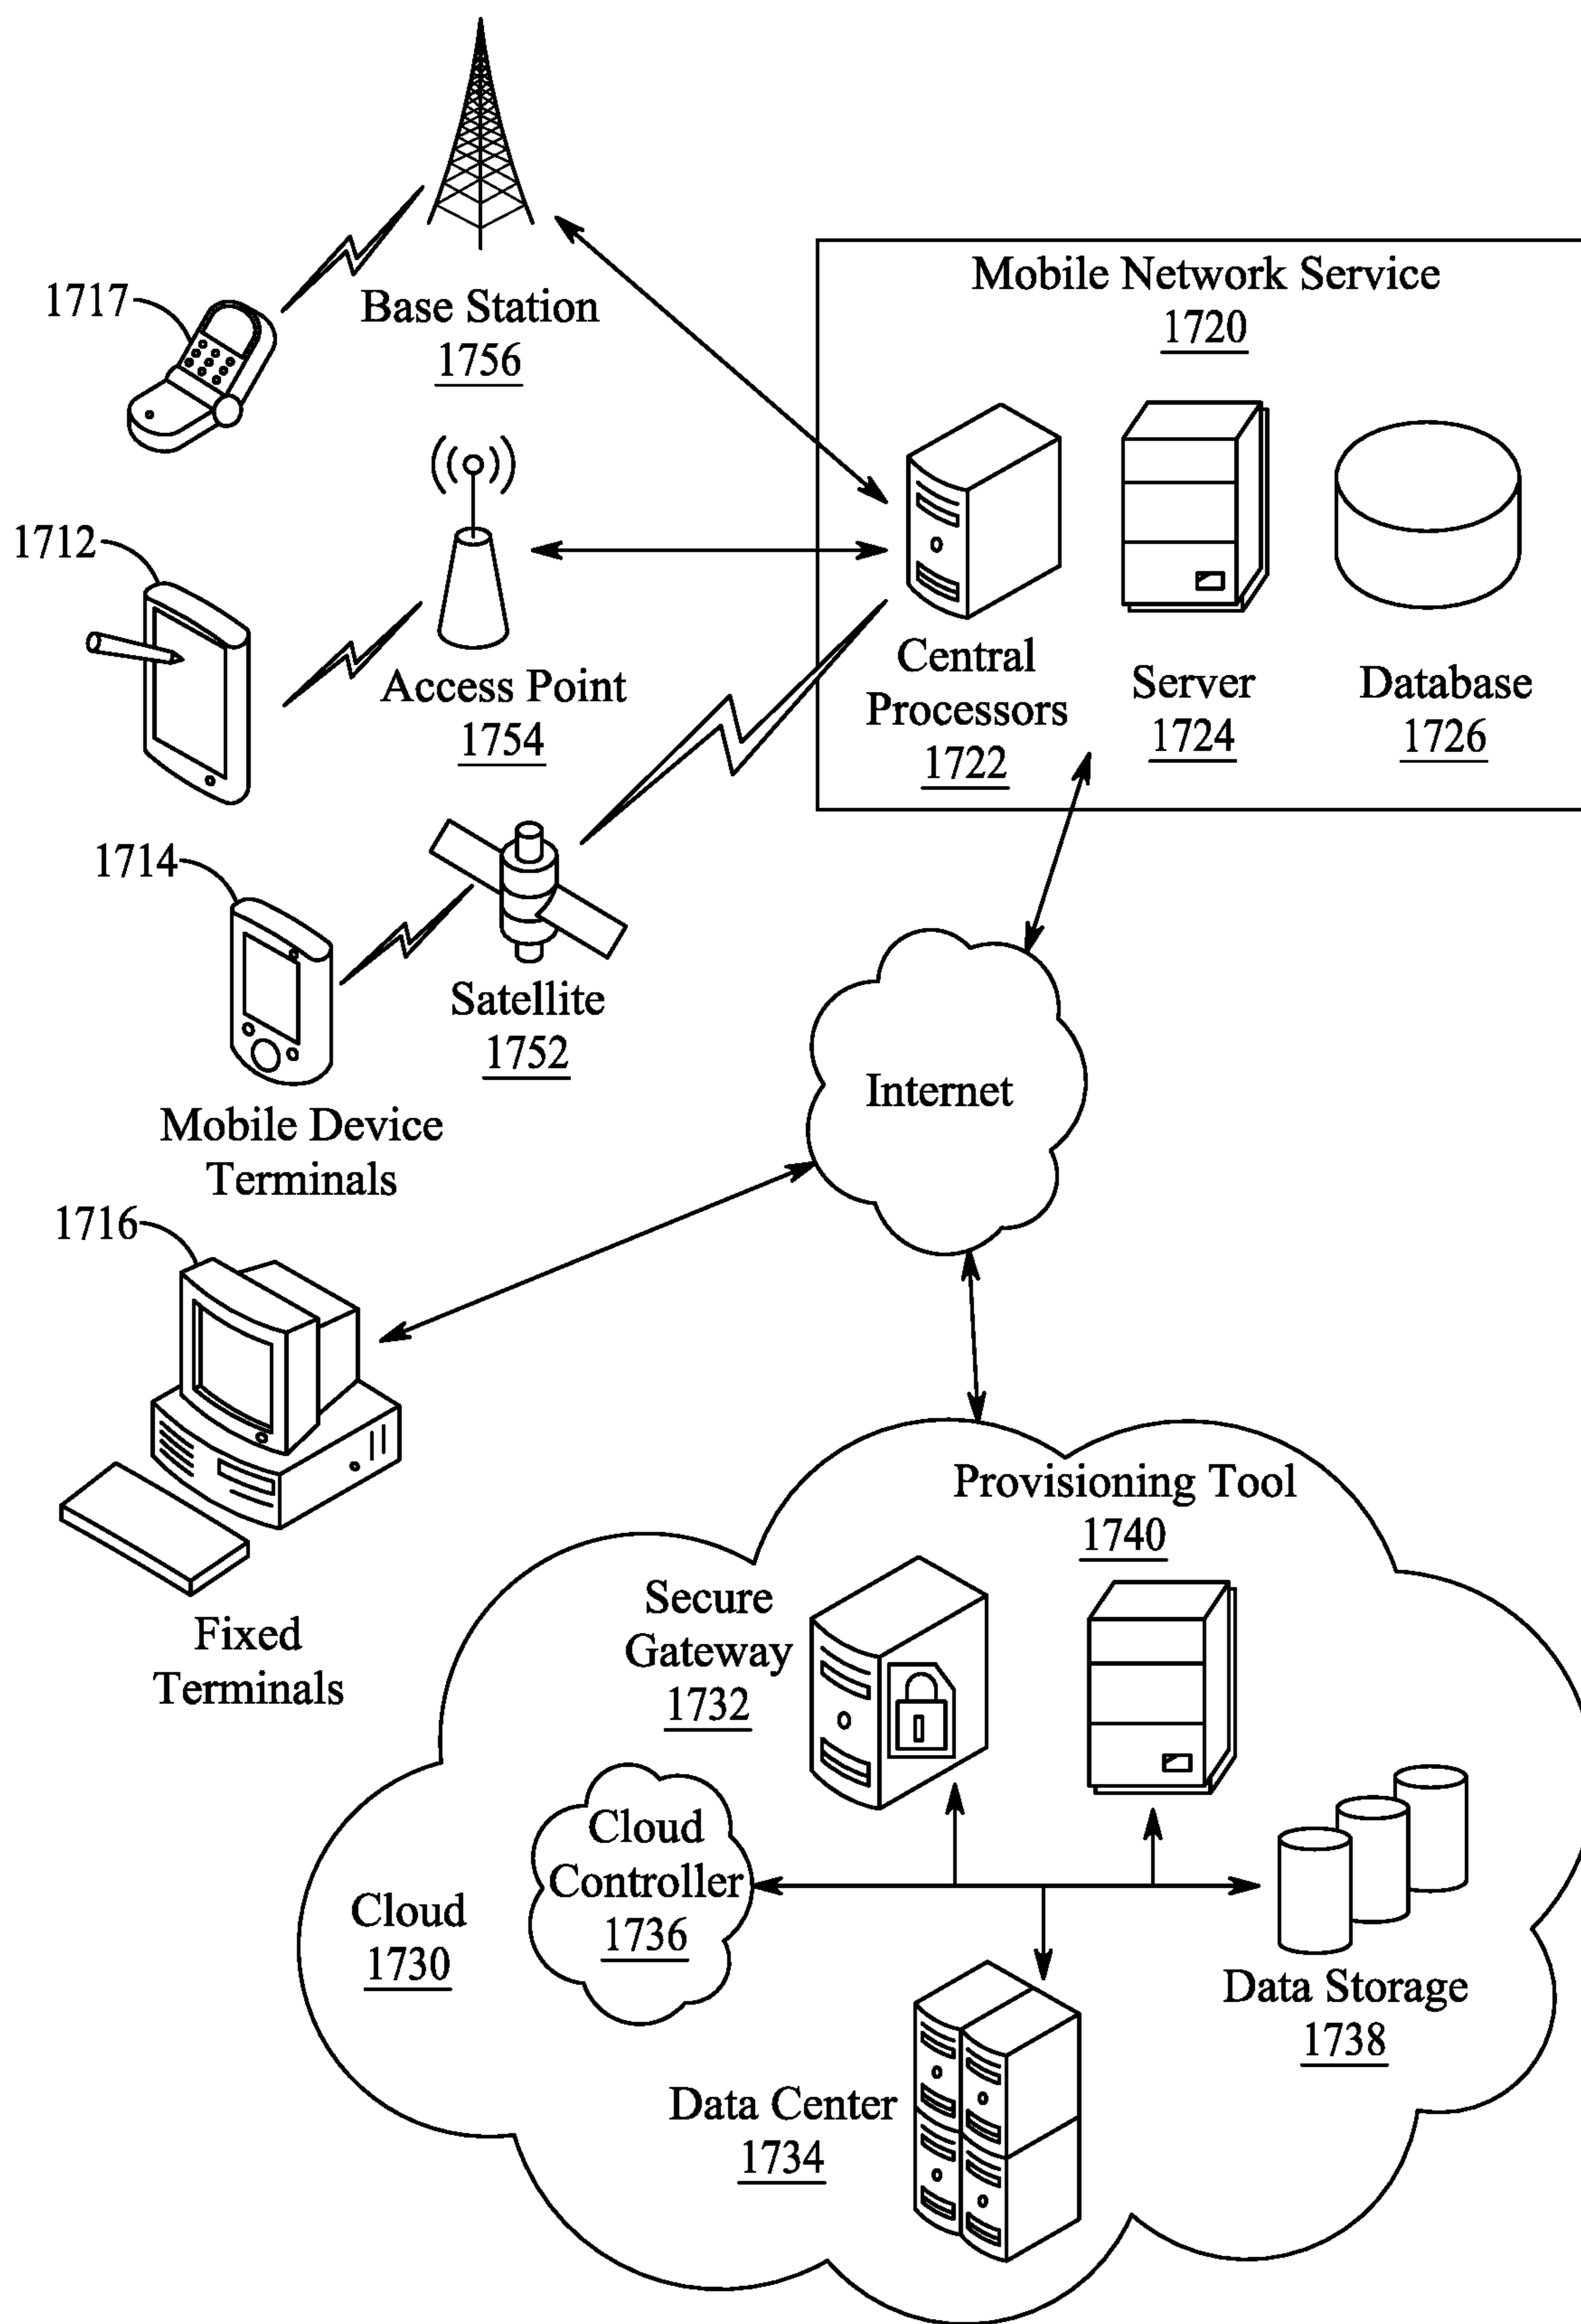 1717
Base Station
1756
Mobile Network Service
1720
1712
Access Point
1754
Central
Processors
1722
Server
1724
Database
1726
1714
Satellite
1752
Mobile Device
Terminals
Internet
1716
Fixed
Terminals
Provisioning Tool
1740
Secure
Gateway
1732
Cloud
Controller
1736
Cloud
1730
Data Storage
1738
Data Center
1734